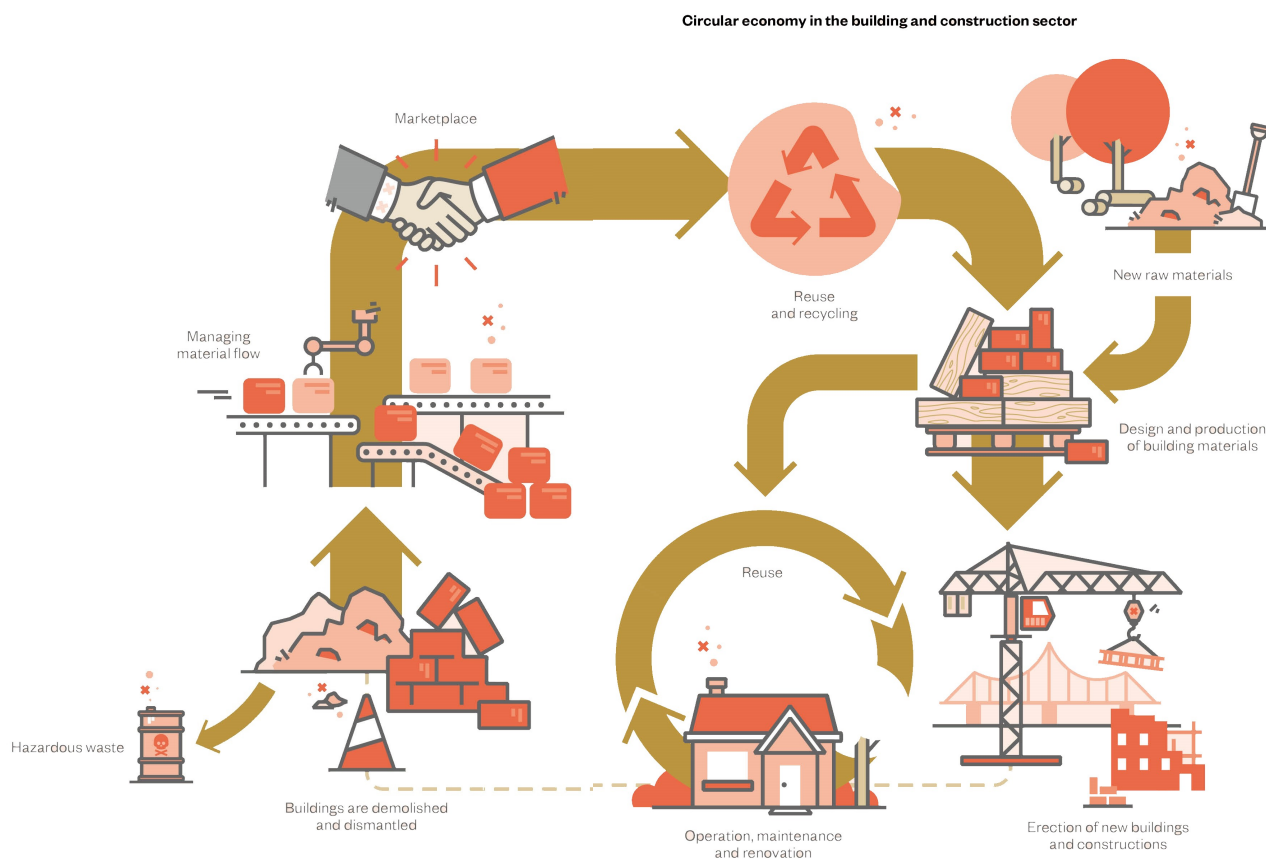 Circular economy in the building and construction sector
Marketplace
New raw materials
Reuse
and recycling
Managing
material flow
Design and production
of building materials
Reuse
Hazardous waste
Buildings are demolished
and dismantled
Operation, maintenance
and renovation
Erection of new buildings
and constructions